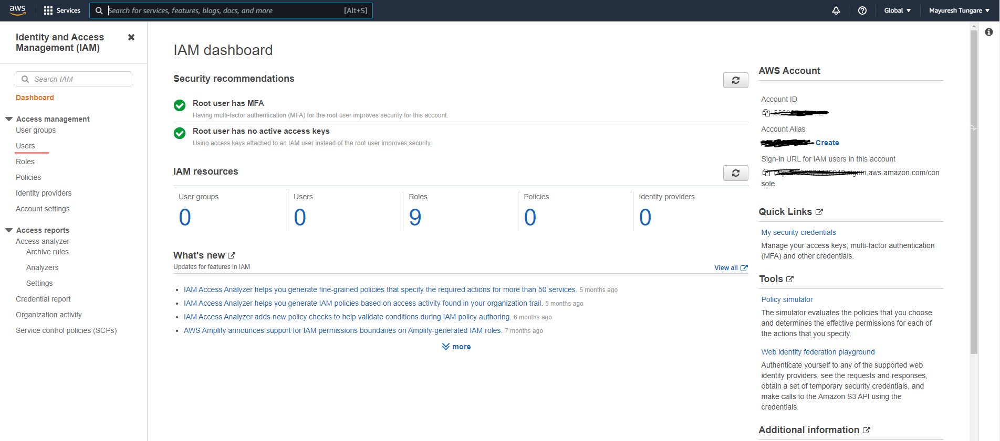 aws
Services
Search for services, features, blogs, docs, and more
[Alt+S]
Global
Mayuresh Tungare
Identity and Access
Management (IAM)
Search IAM
Dashboard
Access management
User groups
Users
Roles
Policies
Identity providers
Account settings
Access reports
Access analyzer
Archive rules
Analyzers
Settings
Credential report
Organization activity
Service control policies (SCPs)
IAM dashboard
Security recommendations
Root user has MFA
Having multi-factor authentication (MFA) for the root user improves security for this account.
Root user has no active access keys
Using access keys attached to an IAM user instead of the root user improves security.
IAM resources
User groups
0
Users
0
Roles
9
Policies
0
Identity providers
0
What's new
Updates for features in IAM
View all
IAM Access Analyzer helps you generate fine-grained policies that specify the required actions for more than 50 services. 5 months ago
IAM Access Analyzer helps you generate IAM policies based on access activity found in your organization trail. 5 months ago
IAM Access Analyzer adds new policy checks to help validate conditions during IAM policy authoring. 6 months ago
AWS Amplify announces support for IAM permissions boundaries on Amplify-generated IAM roles. 7 months ago
more
AWS Account
Account ID
Account Alias
Create
Sign-in URL for IAM users in this account
.aws.amazon.com/con
sole
Quick Links
My security credentials
Manage your access keys, multi-factor authentication
(MFA) and other credentials.
Tools
Policy simulator
The simulator evaluates the policies that you choose
and determines the effective permissions for each of
the actions that you specify.
Web identity federation playground
Authenticate yourself to any of the supported web
identity providers, see the requests and responses,
obtain a set of temporary security credentials, and
make calls to the Amazon S3 API using the
credentials.
Additional information